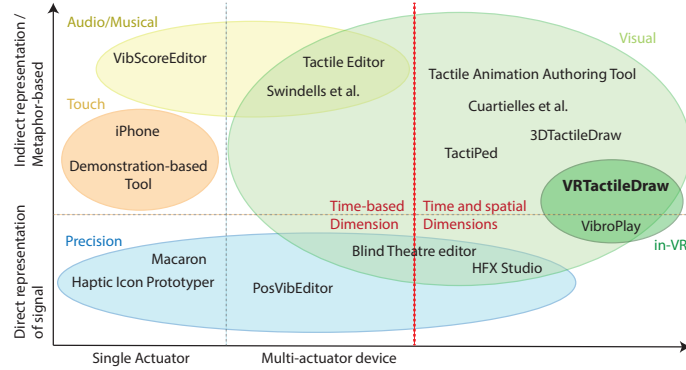 Audio/Musical
Visual
VibScoreEditor
Tactile Editor
Swindells et al.
Tactile Animation Authoring Tool
Cuartielles et al.
3DTactileDraw
TactiPed
Touch
iPhone
Demonstration-based
Tool
VRTactileDraw
VibroPlay
in-VR
Time-based
Dimension
Time and spatial
Dimensions
Precision
Macaron
Haptic Icon Prototyper
PosVibEditor
Blind Theatre editor
HFX Studio
Indirect representation /
Metaphor-based
Direct representation
of signal
Single Actuator
Multi-actuator device